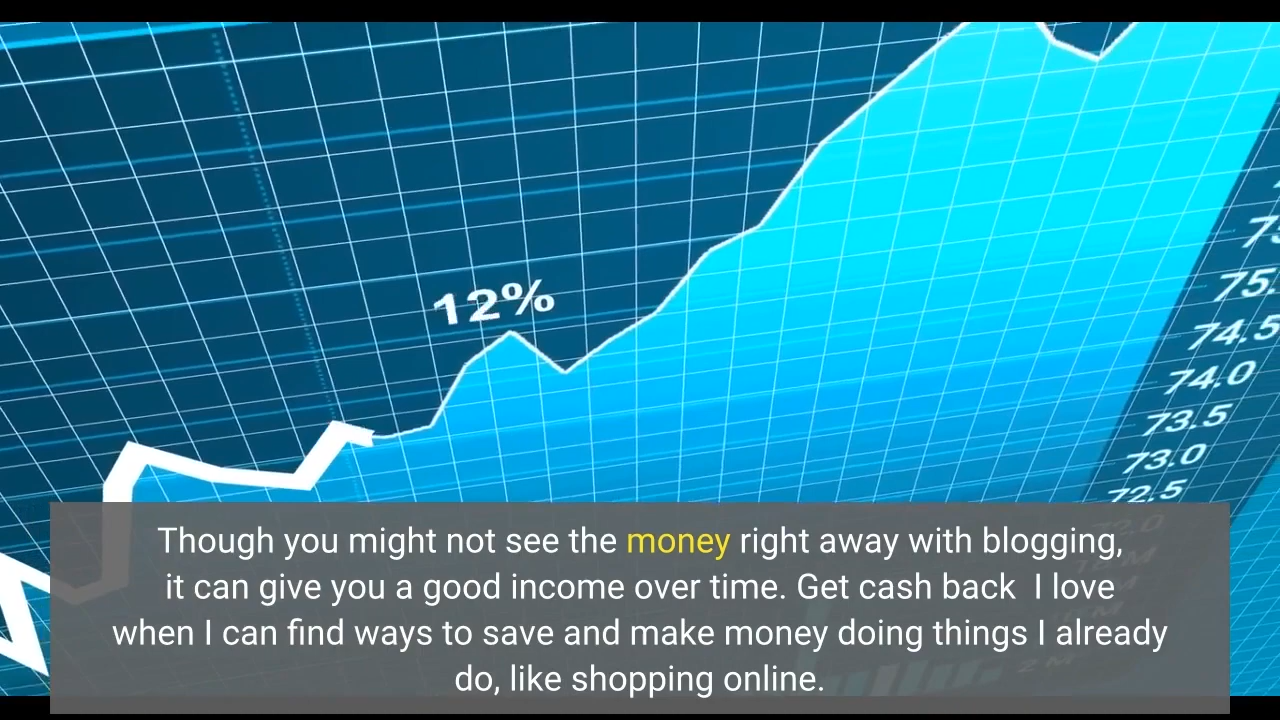 12%
75.
74.5
74.0
73.5
73.0
72.5
Though you might not see the money right away with blogging,
it can give you a good income over time. Get cash back  I love
when I can find ways to save and make money doing things I already
do, like shopping online.